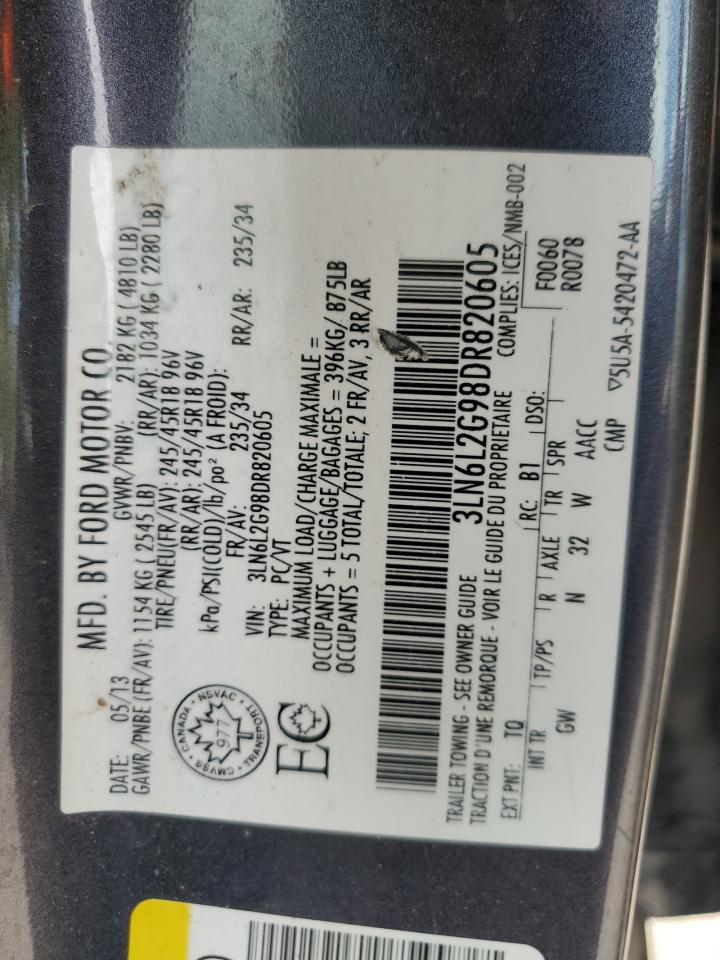 MFD. BY FORD MOTOR CO
DATE: 05/13 GVWR/PNBV: 2182 KG ( 4810 LB)
GAWR/PNBE (FR/AV): 1154 KG ( 2545 LB) (RR/AR): 1034 KG ( 2280 LB)
TIRE/PNEU(FR/AV): 245/45R18 96V
(RR/AR): 245/45R18 96V
kPa/PSI(COLD)/lb/po² (A FROID):
FR/AV: 235/34 RR/AR: 235/34
VIN: 3LN6L2G98DR820605
TYPE: PC/VT
MAXIMUM LOAD/CHARGE MAXIMALE =
OCCUPANTS + LUGGAGE/BAGAGES = 396KG/ 875LB
OCCUPANTS = 5 TOTAL/TOTALE; 2 FR/AV, 3 RR/AR
CANADA · NSVAC · TRANSPORT · CMVSS
977
EC
3LN6L2G98DR820605
TRAILER TOWING - SEE OWNER GUIDE
TRACTION D'UNE REMORQUE - VOIR LE GUIDE DU PROPRIETAIRE COMPLIES: ICES/NMB-002
EXT PNT: TQ RC: B1 DSO: F0060
R0078
INT TR TP/PS R AXLE TR SPR
GW N 32 W AACC
CMP ▽5U5A-5420472-AA